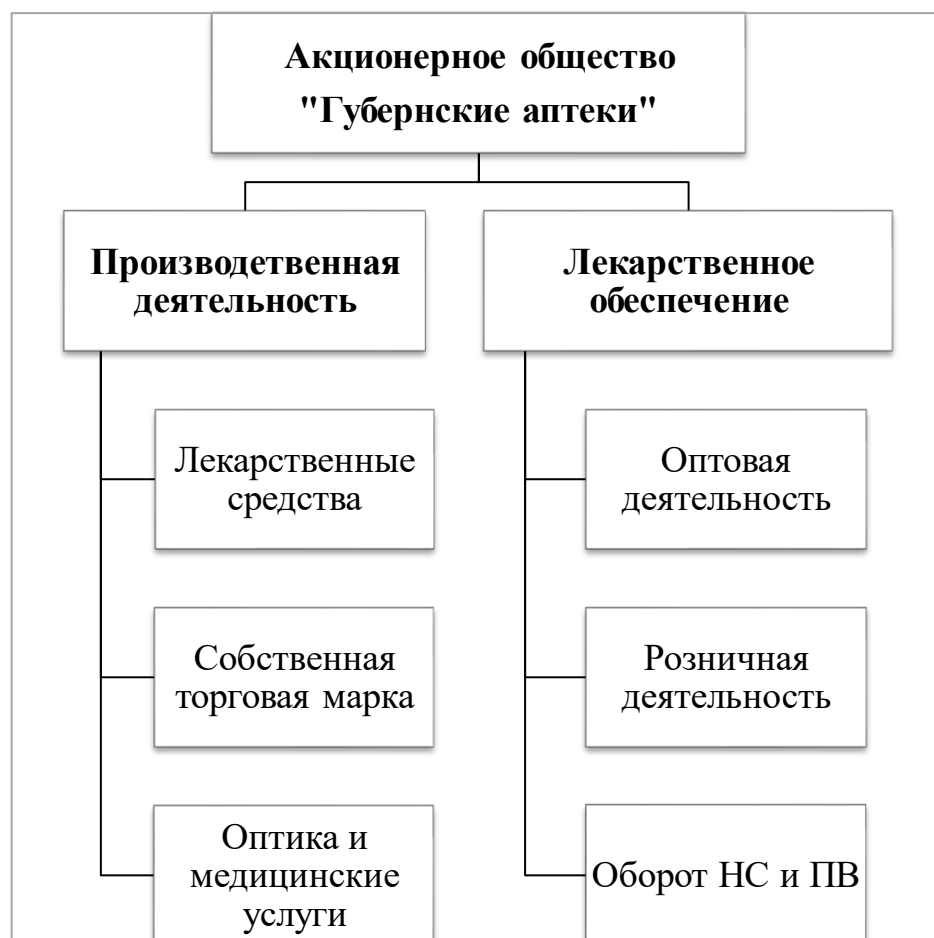 Акционерное общество
"Губернские аптеки"
Производетвенная
деятельность
Лекарственное
обеспечение
Лекарственные
средства
Оптовая
деятельность
Собственная
торговая марка
Розничная
деятельность
Оптика и
медицинские
услуги
Оборот НС и ПВ